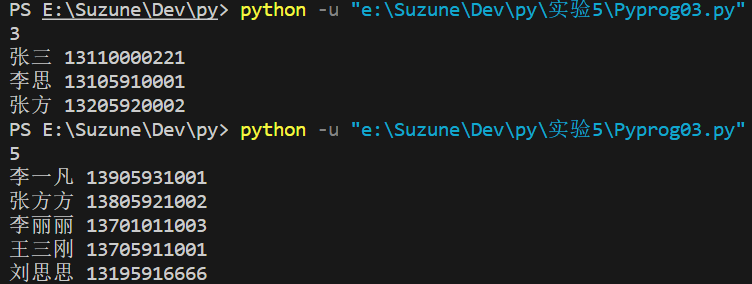 PS E:\Suzune\Dev\py> python -u "e:\Suzune\Dev\py\实验5\Pyprog03.py"
3
张三 13110000221
李思 13105910001
张方 13205920002
PS E:\Suzune\Dev\py> python -u "e:\Suzune\Dev\py\实验5\Pyprog03.py"
5
李一凡 13905931001
张方方 13805921002
李丽丽 13701011003
王三刚 13705911001
刘思思 13195916666